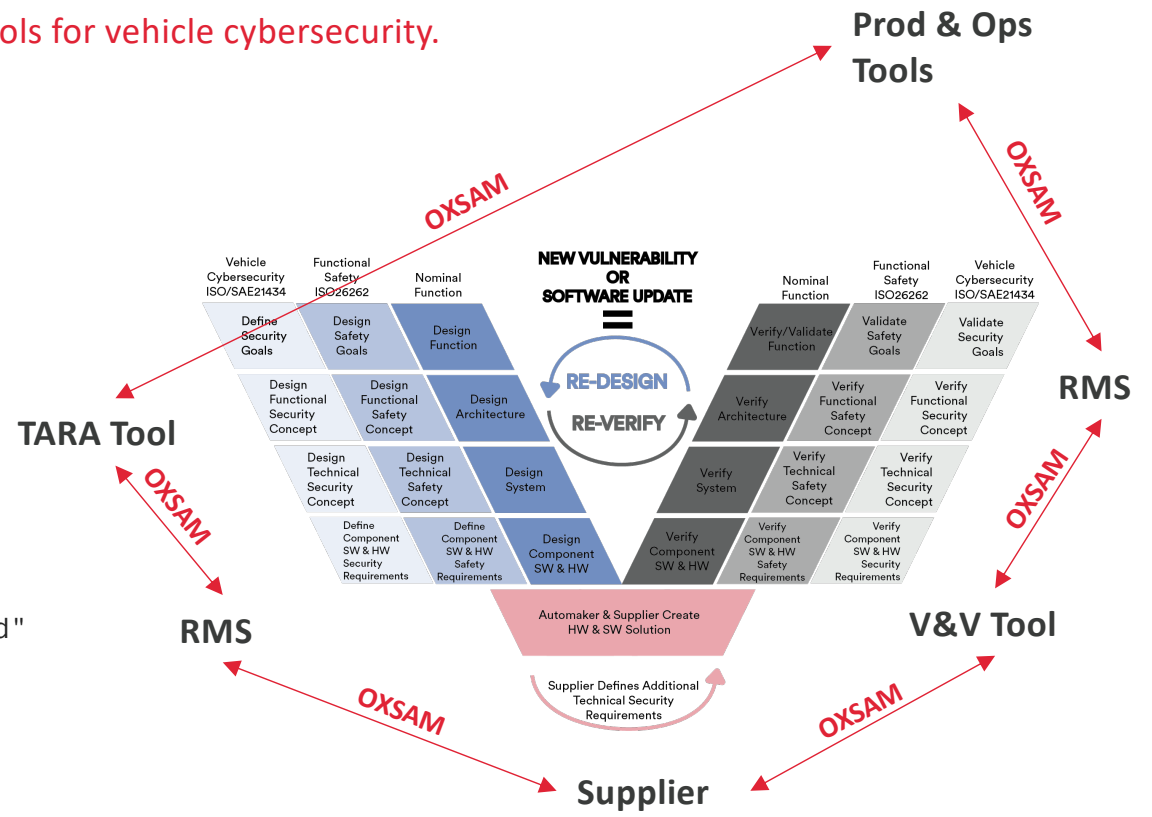 ols for vehicle cybersecurity.
Prod & Ops
Tools
OXSAM
OXSAM
Vehicle
Cybersecurity
ISO/SAE21434
Functional
Safety
ISO26262
Nominal
Function
NEW VULNERABILITY
OR
SOFTWARE UPDATE
=
Nominal
Function
Functional
Safety
ISO26262
Vehicle
Cybersecurity
ISO/SAE21434
Define
Security
Goals
Design
Safety
Goals
Design
Function
Verify/Validate
Function
Validate
Safety
Goals
Validate
Security
Goals
RE-DESIGN
RE-VERIFY
Design
Functional
Security
Concept
Design
Functional
Safety
Concept
Design
Architecture
Verify
Architecture
Verify
Functional
Safety
Concept
Verify
Functional
Security
Concept
RMS
TARA Tool
Design
Technical
Security
Concept
Design
Technical
Safety
Concept
Design
System
Verify
System
Verify
Technical
Safety
Concept
Verify
Technical
Security
Concept
OXSAM
OXSAM
Define
Component
SW & HW
Security
Requirements
Define
Component
SW & HW
Safety
Requirements
Design
Component
SW & HW
Verify
Component
SW & HW
Verify
Component
SW & HW
Safety
Requirements
Verify
Component
SW & HW
Security
Requirements
d"
RMS
Automaker & Supplier Create
HW & SW Solution
V&V Tool
Supplier Defines Additional
Technical Security
Requirements
OXSAM
OXSAM
Supplier